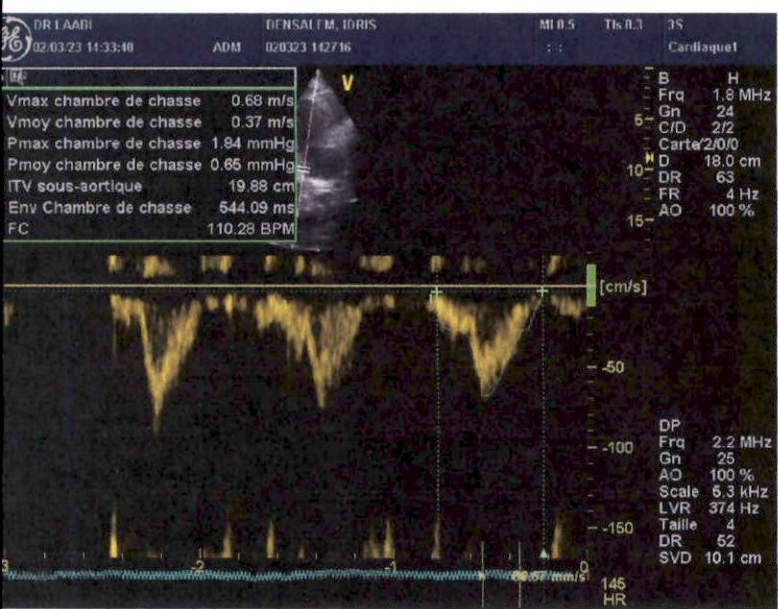 DR LAABI BENSALEM, IDRIS MI 0.5 TIs 0.3 3S
02/03/23 14:33:40 ADM 020323 142716 : : Cardiaque1
Vmax chambre de chasse 0.68 m/s
Vmoy chambre de chasse 0.37 m/s
Pmax chambre de chasse 1.84 mmHg
Pmoy chambre de chasse 0.65 mmHg
ITV sous-aortique 19.88 cm
Env Chambre de chasse 544.09 ms
FC 110.28 BPM
V
5
10
15
B H
Frq 1.8 MHz
Gn 24
C/D 2/2
Carte/2/0/0
D 18.0 cm
DR 63
FR 4 Hz
AO 100 %
[cm/s]
-50
-100
-150
DP
Frq 2.2 MHz
Gn 25
AO 100 %
Scale 5.3 kHz
LVR 374 Hz
Taille 4
DR 52
SVD 10.1 cm
3 -2 -1 0
66.67 mm/s
145
HR